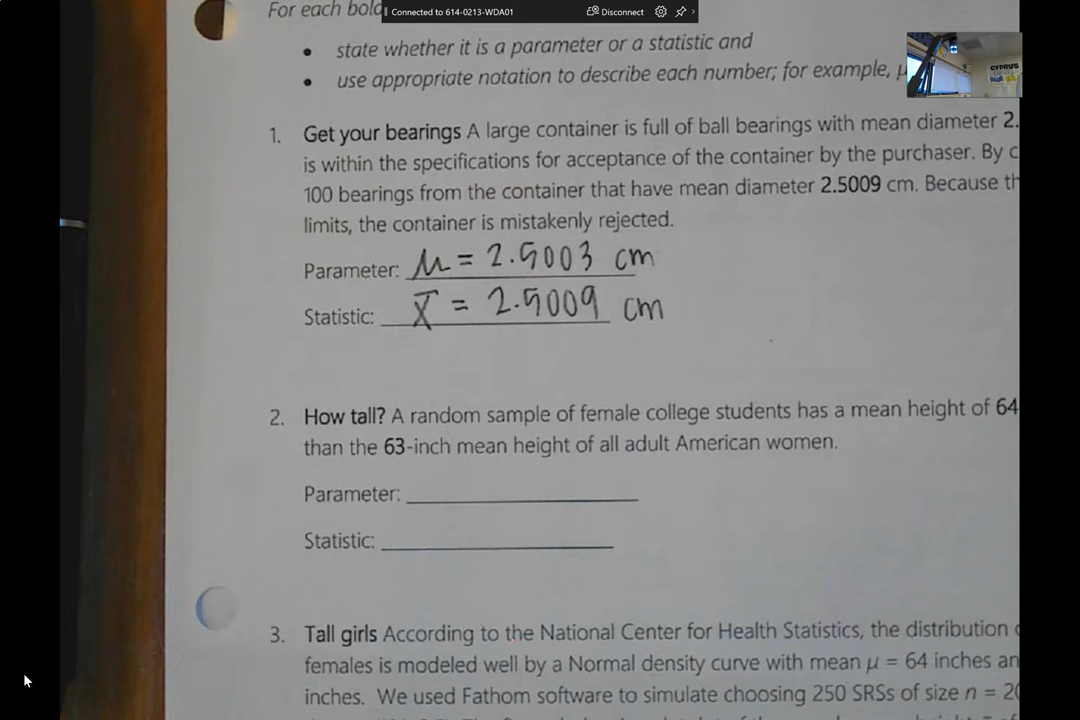 For each bold
Connected to 614-0213-WDA01
Disconnect
• state whether it is a parameter or a statistic and
• use appropriate notation to describe each number; for example, μ
CYPRUS
1. Get your bearings A large container is full of ball bearings with mean diameter 2.
is within the specifications for acceptance of the container by the purchaser. By c
100 bearings from the container that have mean diameter 2.5009 cm. Because th
limits, the container is mistakenly rejected.
Parameter: μ = 2.5003 cm
Statistic: x̄ = 2.5009 cm
2. How tall? A random sample of female college students has a mean height of 64
than the 63-inch mean height of all adult American women.
Parameter:
Statistic:
3. Tall girls According to the National Center for Health Statistics, the distribution
females is modeled well by a Normal density curve with mean μ = 64 inches an
inches. We used Fathom software to simulate choosing 250 SRSs of size n = 20